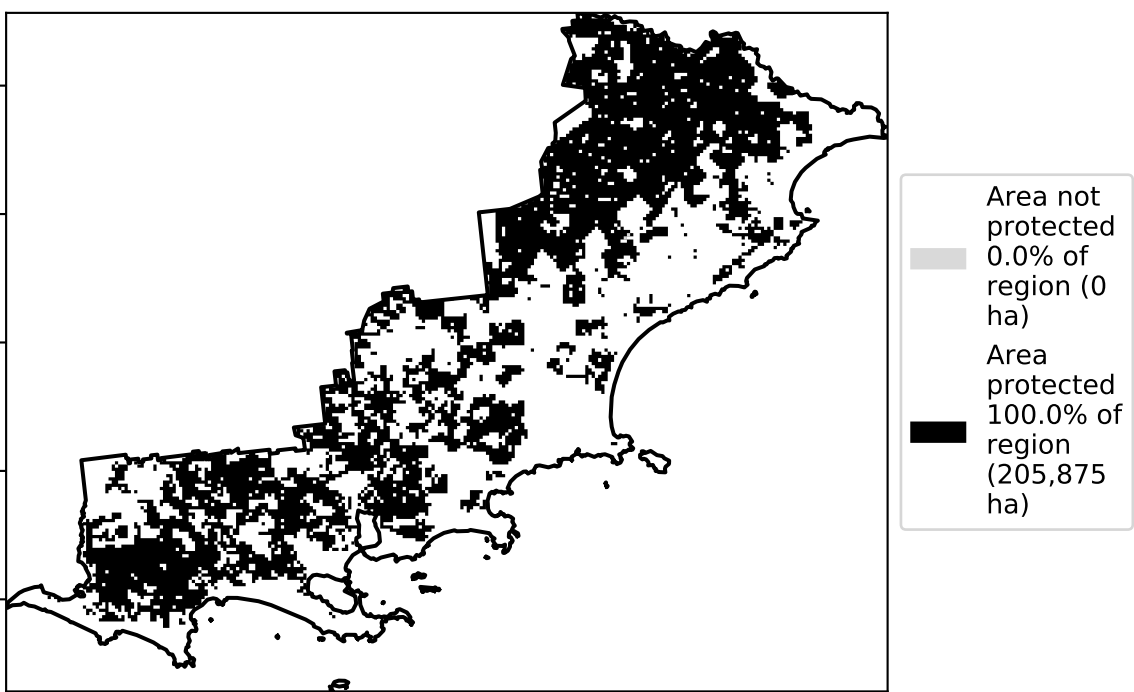 Area not
protected
0.0% of
region (0
ha)
Area
protected
100.0% of
region
(205,875
ha)